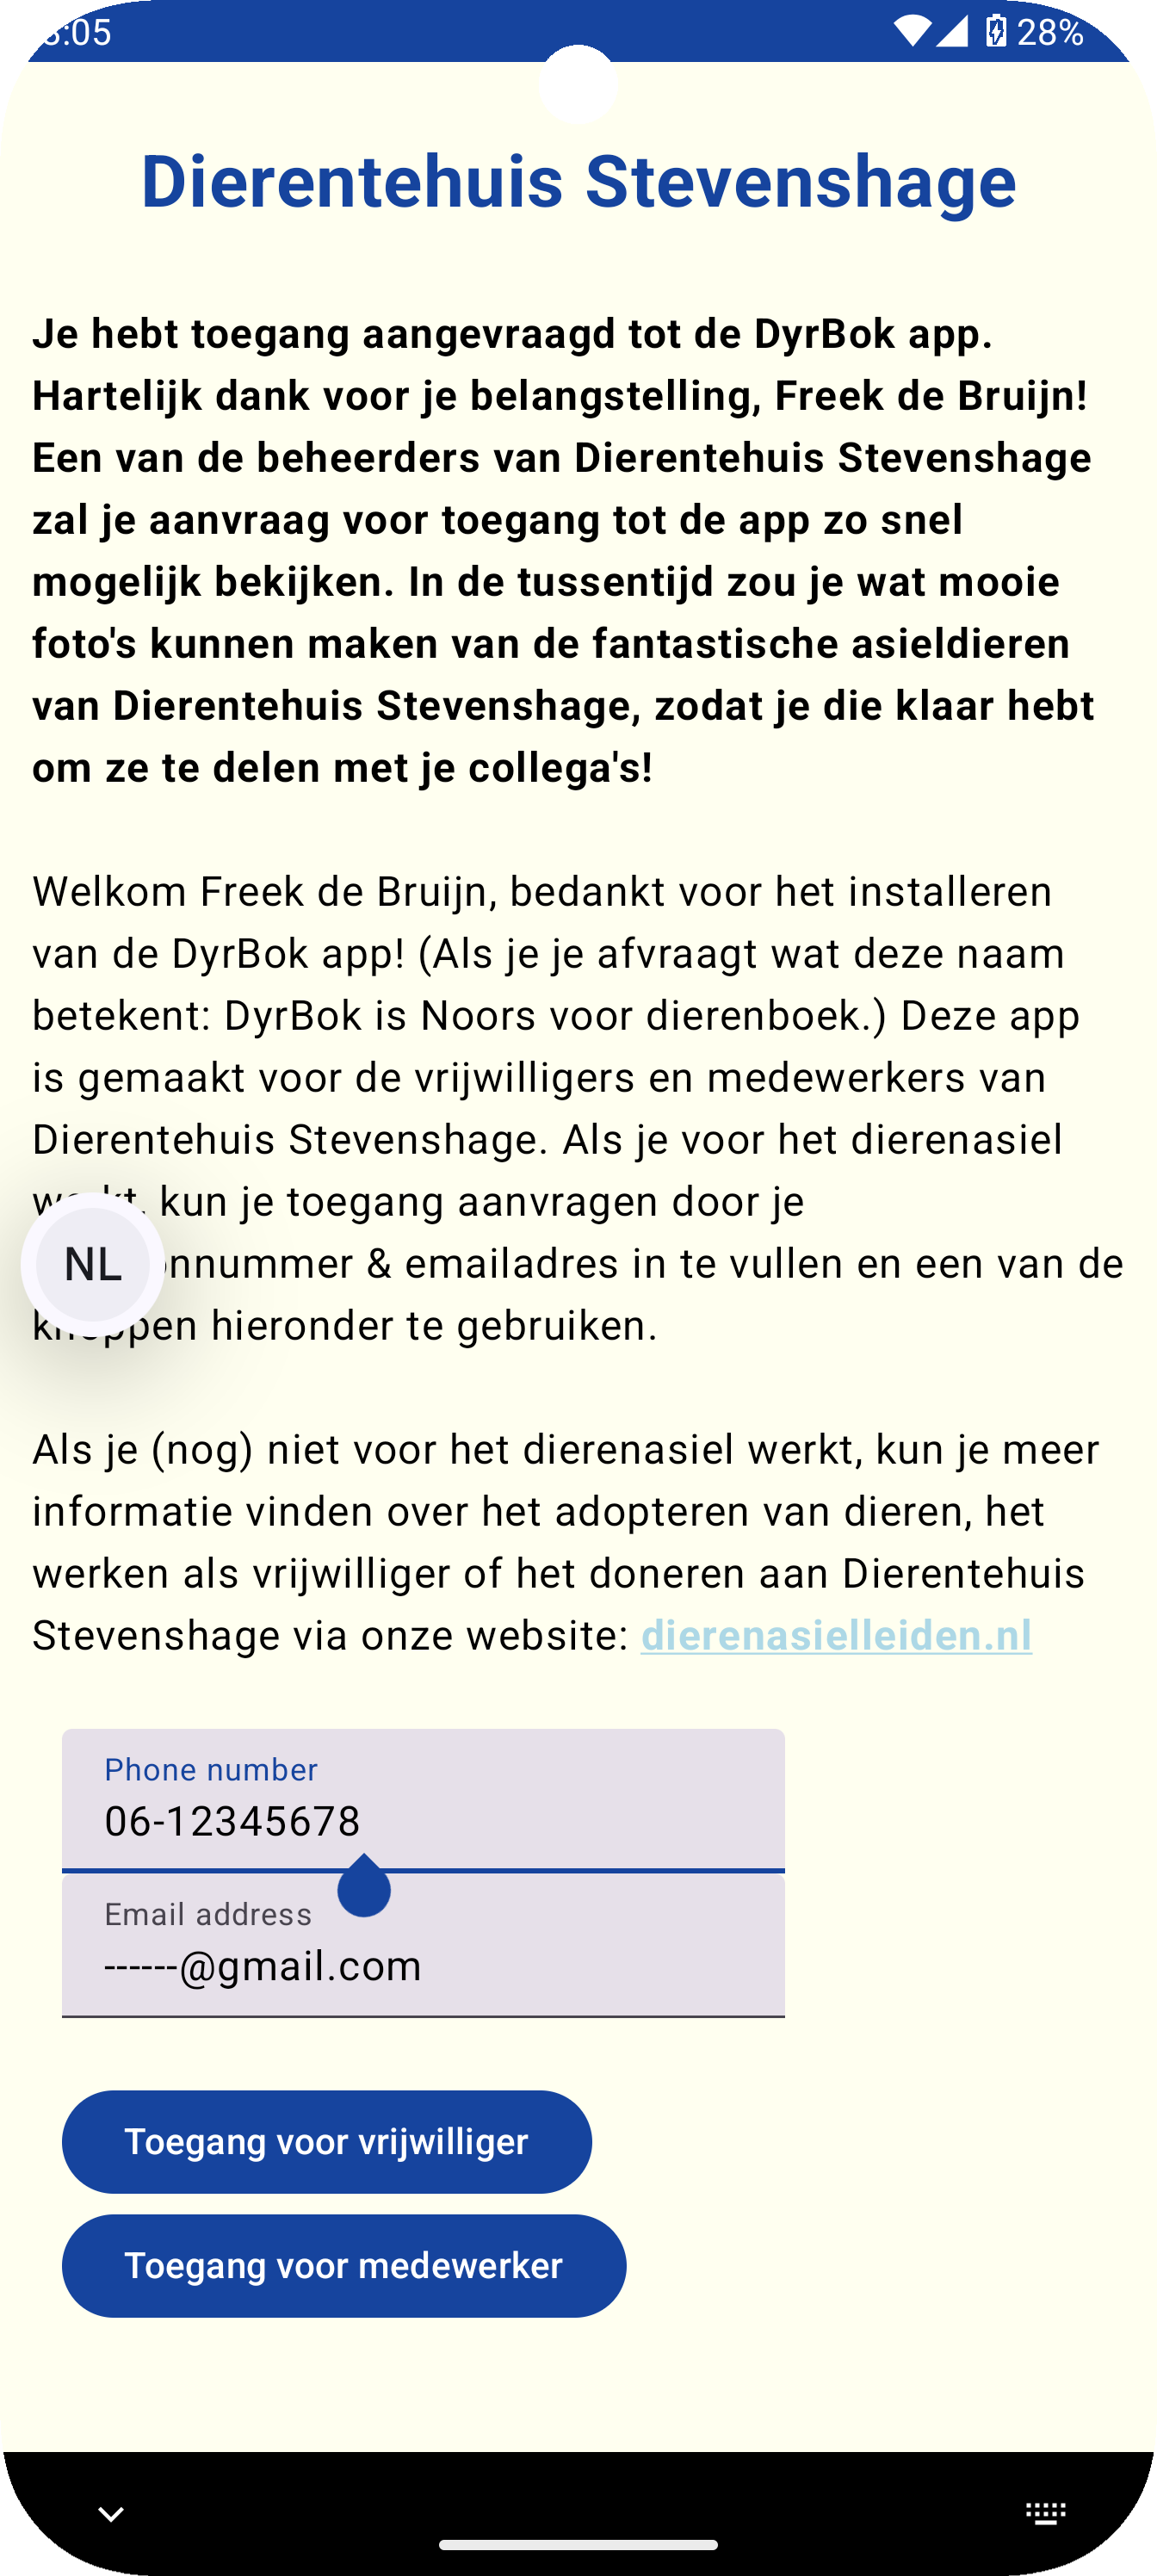 :05
28%
Dierentehuis Stevenshage
Je hebt toegang aangevraagd tot de DyrBok app.
Hartelijk dank voor je belangstelling, Freek de Bruijn!
Een van de beheerders van Dierentehuis Stevenshage
zal je aanvraag voor toegang tot de app zo snel
mogelijk bekijken. In de tussentijd zou je wat mooie
foto's kunnen maken van de fantastische asieldieren
van Dierentehuis Stevenshage, zodat je die klaar hebt
om ze te delen met je collega's!
Welkom Freek de Bruijn, bedankt voor het installeren
van de DyrBok app! (Als je je afvraagt wat deze naam
betekent: DyrBok is Noors voor dierenboek.) Deze app
is gemaakt voor de vrijwilligers en medewerkers van
Dierentehuis Stevenshage. Als je voor het dierenasiel
kun je toegang aanvragen door je
NL
nnummer & emailadres in te vullen en een van de
hieronder te gebruiken.
Als je (nog) niet voor het dierenasiel werkt, kun je meer
informatie vinden over het adopteren van dieren, het
werken als vrijwilliger of het doneren aan Dierentehuis
Stevenshage via onze website: dierenasielleiden.nl
Phone number
06-12345678
Email address
------@gmail.com
Toegang voor vrijwilliger
Toegang voor medewerker